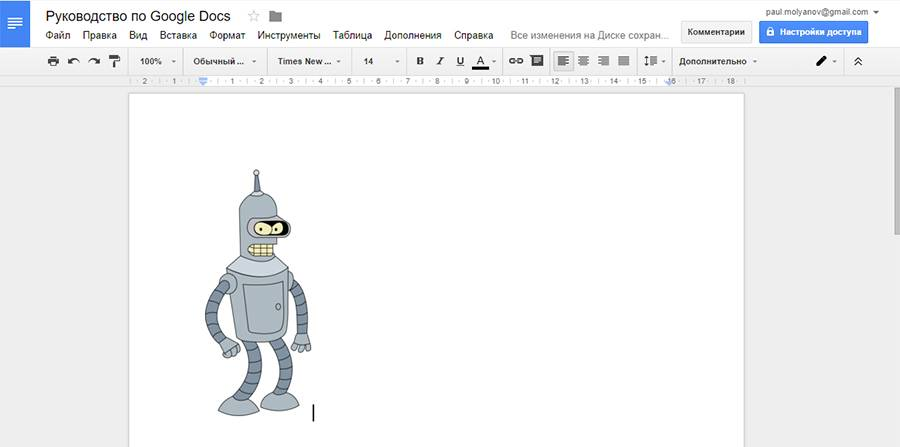 Руководство по Google Docs
paul.molyanov@gmail.com
Файл Правка Вид Вставка Формат Инструменты Таблица Дополнения Справка Все изменения на Диске сохран...
Комментарии
Настройки доступа
100% Обычный ... Times New ... 14 B I U A Дополнительно
2 1 1 2 3 4 5 6 7 8 9 10 11 12 13 14 15 16 17 18